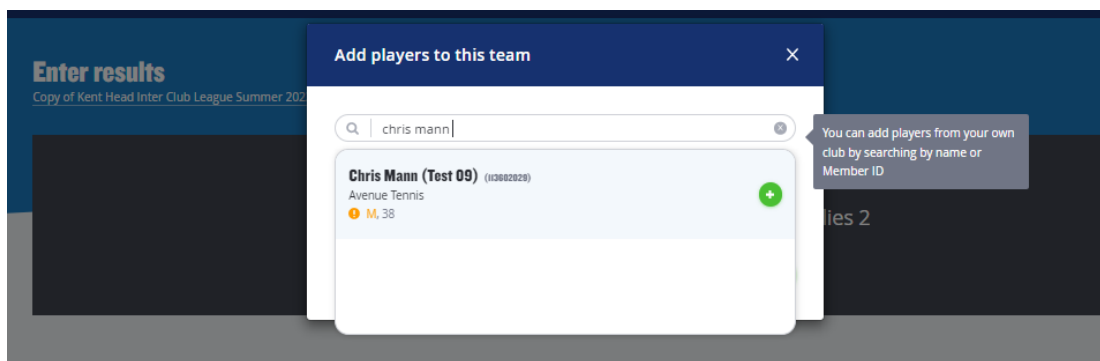 Add players to this team
Enter results
Copy of Kent Head Inter Club League Summer 202
chris mann
You can add players from your own
club by searching by name or
Member ID
Chris Mann (Test 09) (113602029)
Avenue Tennis
M, 38
lies 2